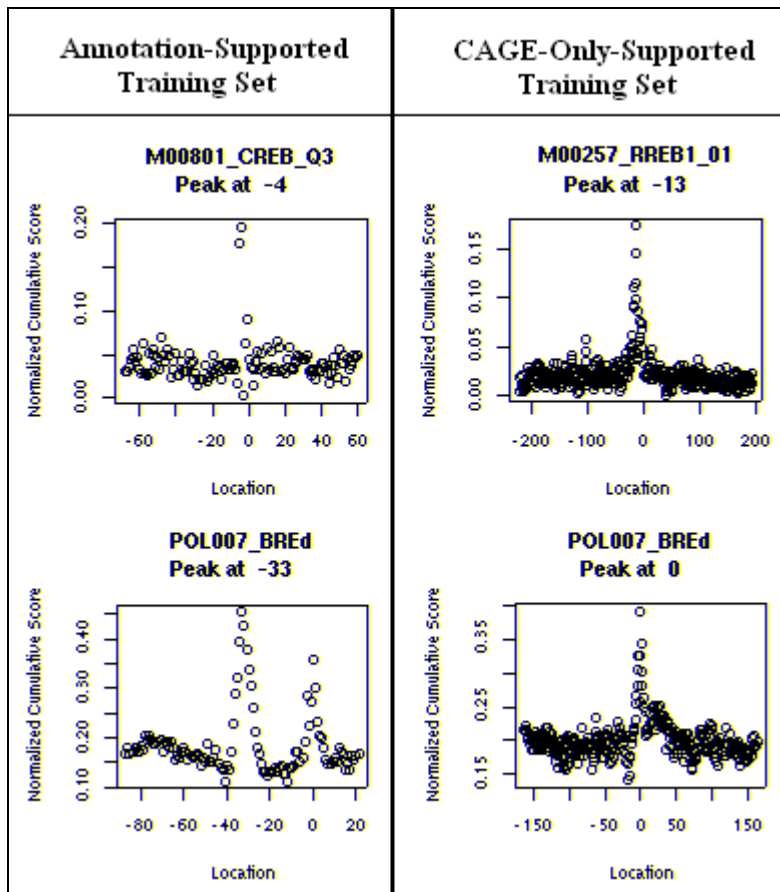 Annotation-Supported
Training Set
CAGE-Only-Supported
Training Set
M00801_CREB_Q3
Peak at -4
Normalized Cumulative Score
0.00 0.10 0.20
-60 -20 0 20 40 60
Location
M00257_RREB1_01
Peak at -13
Normalized Cumulative Score
0.00 0.05 0.15
-200 -100 0 100 200
Location
POL007_BREd
Peak at -33
Normalized Cumulative Score
0.10 0.20 0.30 0.40
-80 -60 -40 -20 0 20
Location
POL007_BREd
Peak at 0
Normalized Cumulative Score
0.15 0.25 0.35
-150 -50 0 50 150
Location